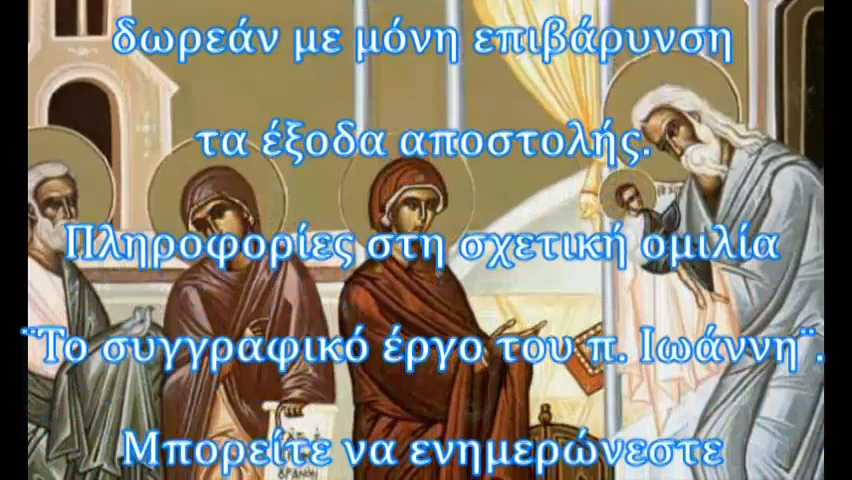 δωρεάν με μόνη επιβάρυνση
τα έξοδα αποστολής.
Πληροφορίες στη σχετική ομιλία
¨Το συγγραφικό έργο του π. Ιωάννη¨.
Μπορείτε να ενημερώνεστε